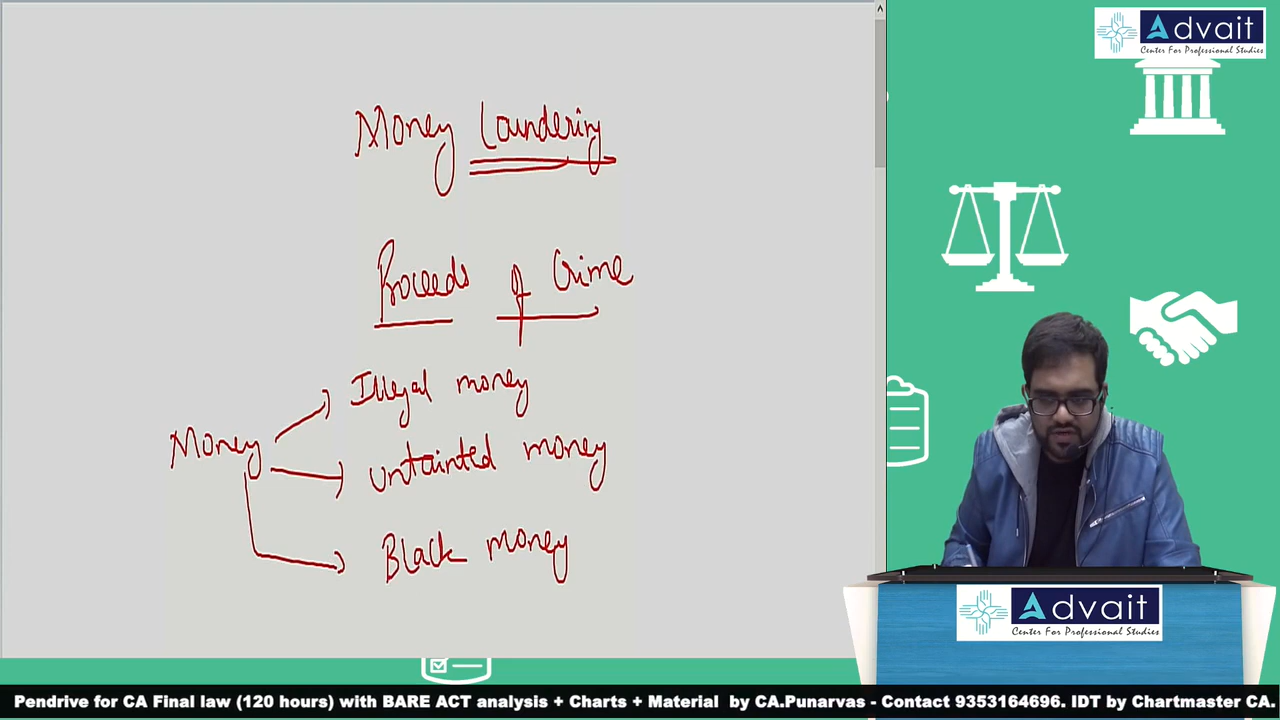 Money Laundering
Proceeds of Crime
Money
Illegal money
untainted money
Black money
Advait
Center For Professional Studies
Advait
Center For Professional Studies
Pendrive for CA Final law (120 hours) with BARE ACT analysis + Charts + Material by CA.Punarvas - Contact 9353164696. IDT by Chartmaster CA.